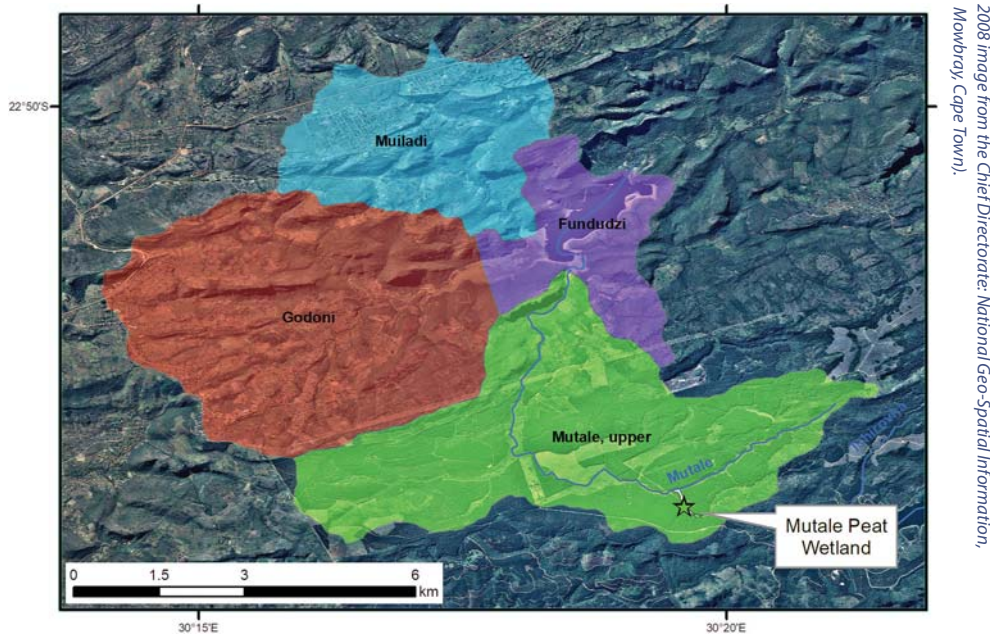 22°50'S
Muiladi
Fundudzi
Godoni
Mutale, upper
Mutale
Mutale Peat
Wetland
0 1.5 3 6
km
30°15'E 30°20'E
2008 image from the Chief Directorate: National Geo-Spatial Information,
Mowbray, Cape Town).